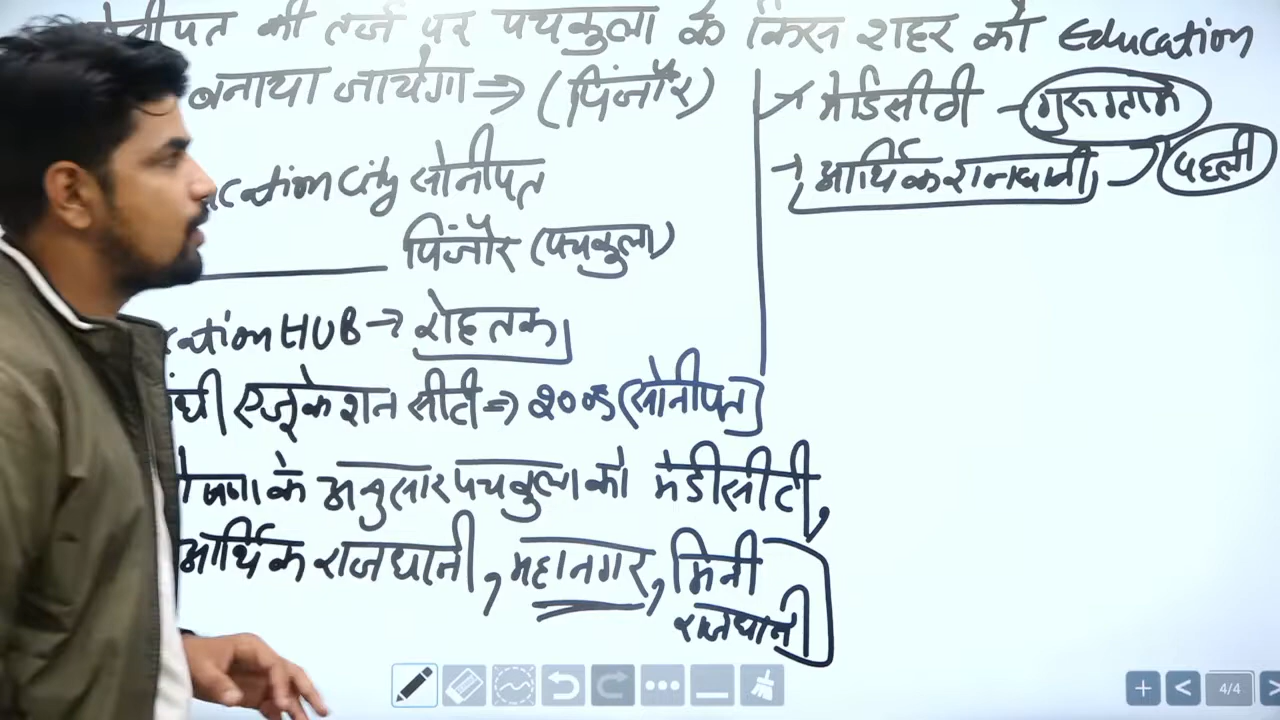 सोनीपत की तर्ज पर पंचकुला के किस शहर को Education
बनाया जायेगा ⇒ (पिंजौर)
cation City सोनीपत
पिंजौर (पंचकुला)
cation HUB → रोहतक
एजूकेशन सीटी ⇒ 2005 (सोनीपत)
के अनुसार पंचकुला को मेडीसीटी,
आर्थिक राजधानी, महानगर, मिनी
राजधानी
→ मेडिसीटी - गुरुग्राम
→ आर्थिक राजधानी, पहली
4/4